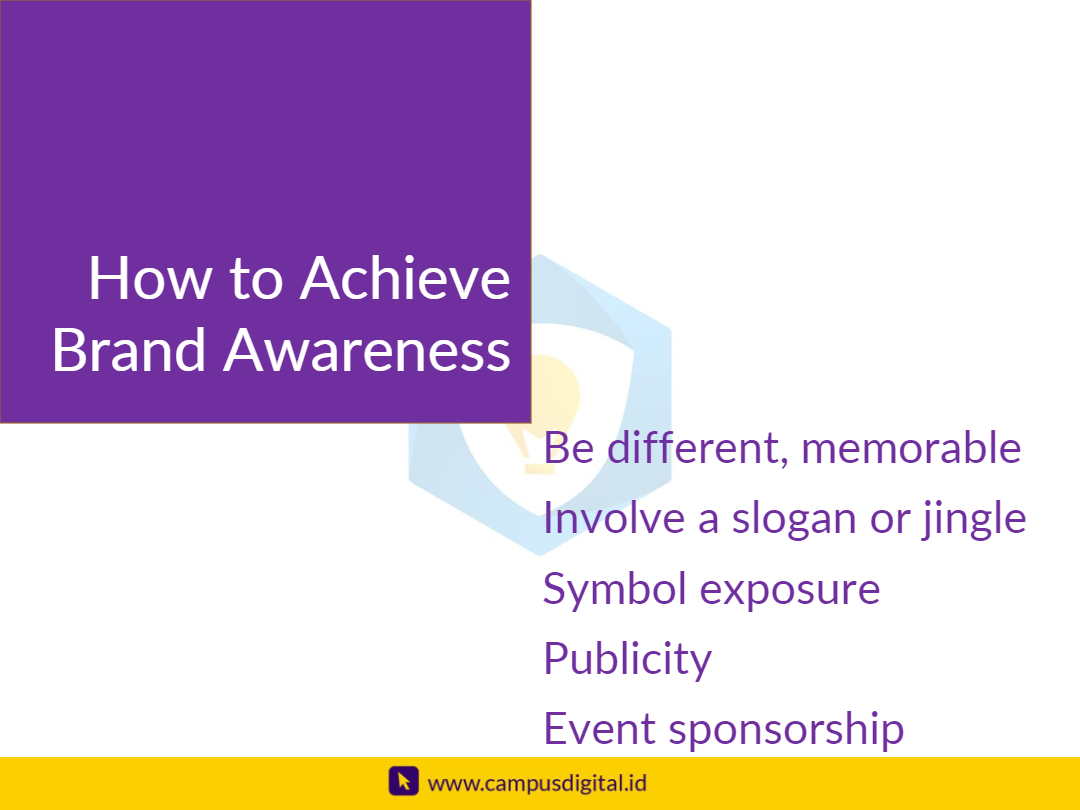 How to Achieve
Brand Awareness
Be different, memorable
Involve a slogan or jingle
Symbol exposure
Publicity
Event sponsorship
www.campusdigital.id